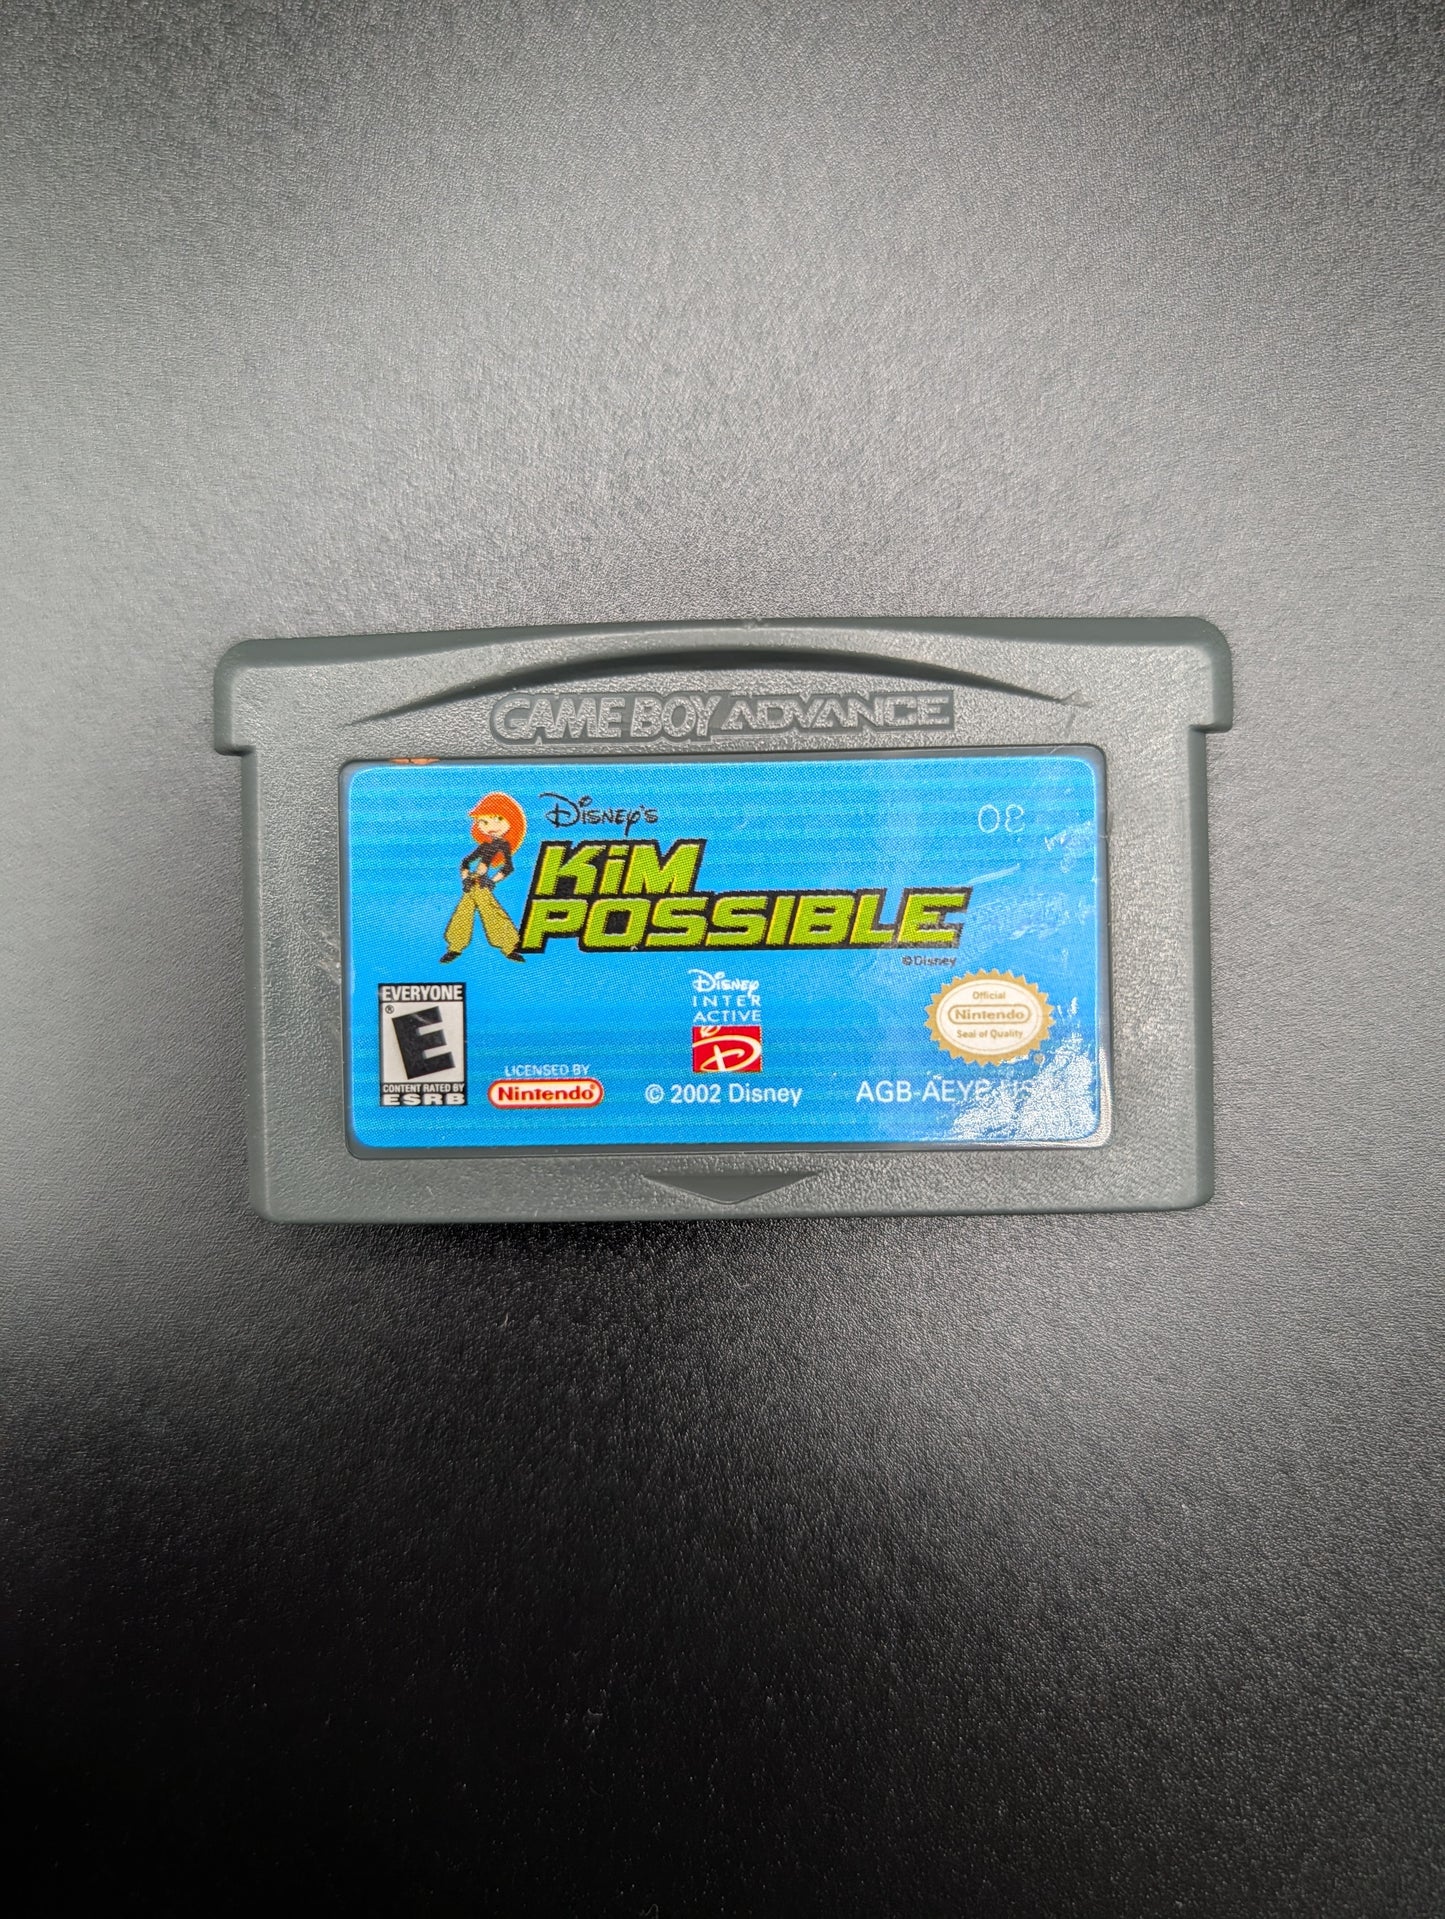 GAME BOY ADVANCE
DISNEY'S
KiM
POSSIBLE
©Disney
EVERYONE
®
E
CONTENT RATED BY
ESRB
LICENSED BY
Nintendo®
DISNEY
INTER
ACTIVE
D
© 2002 Disney
Official
Nintendo
Seal of Quality